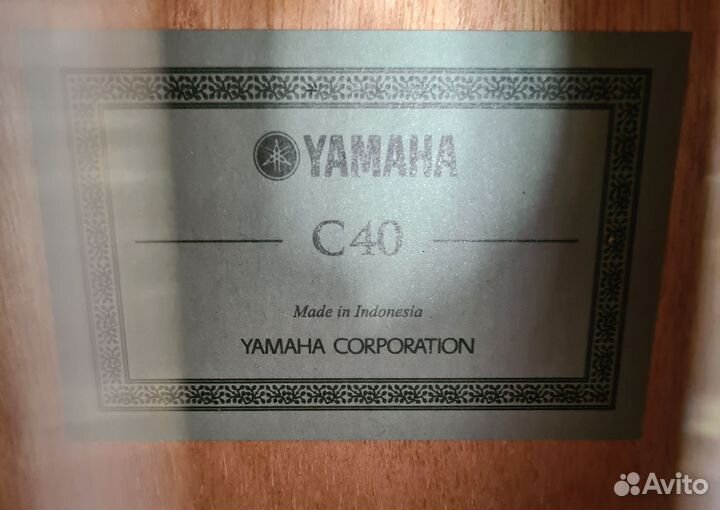 YAMAHA
C40
Made in Indonesia
YAMAHA CORPORATION
Avito